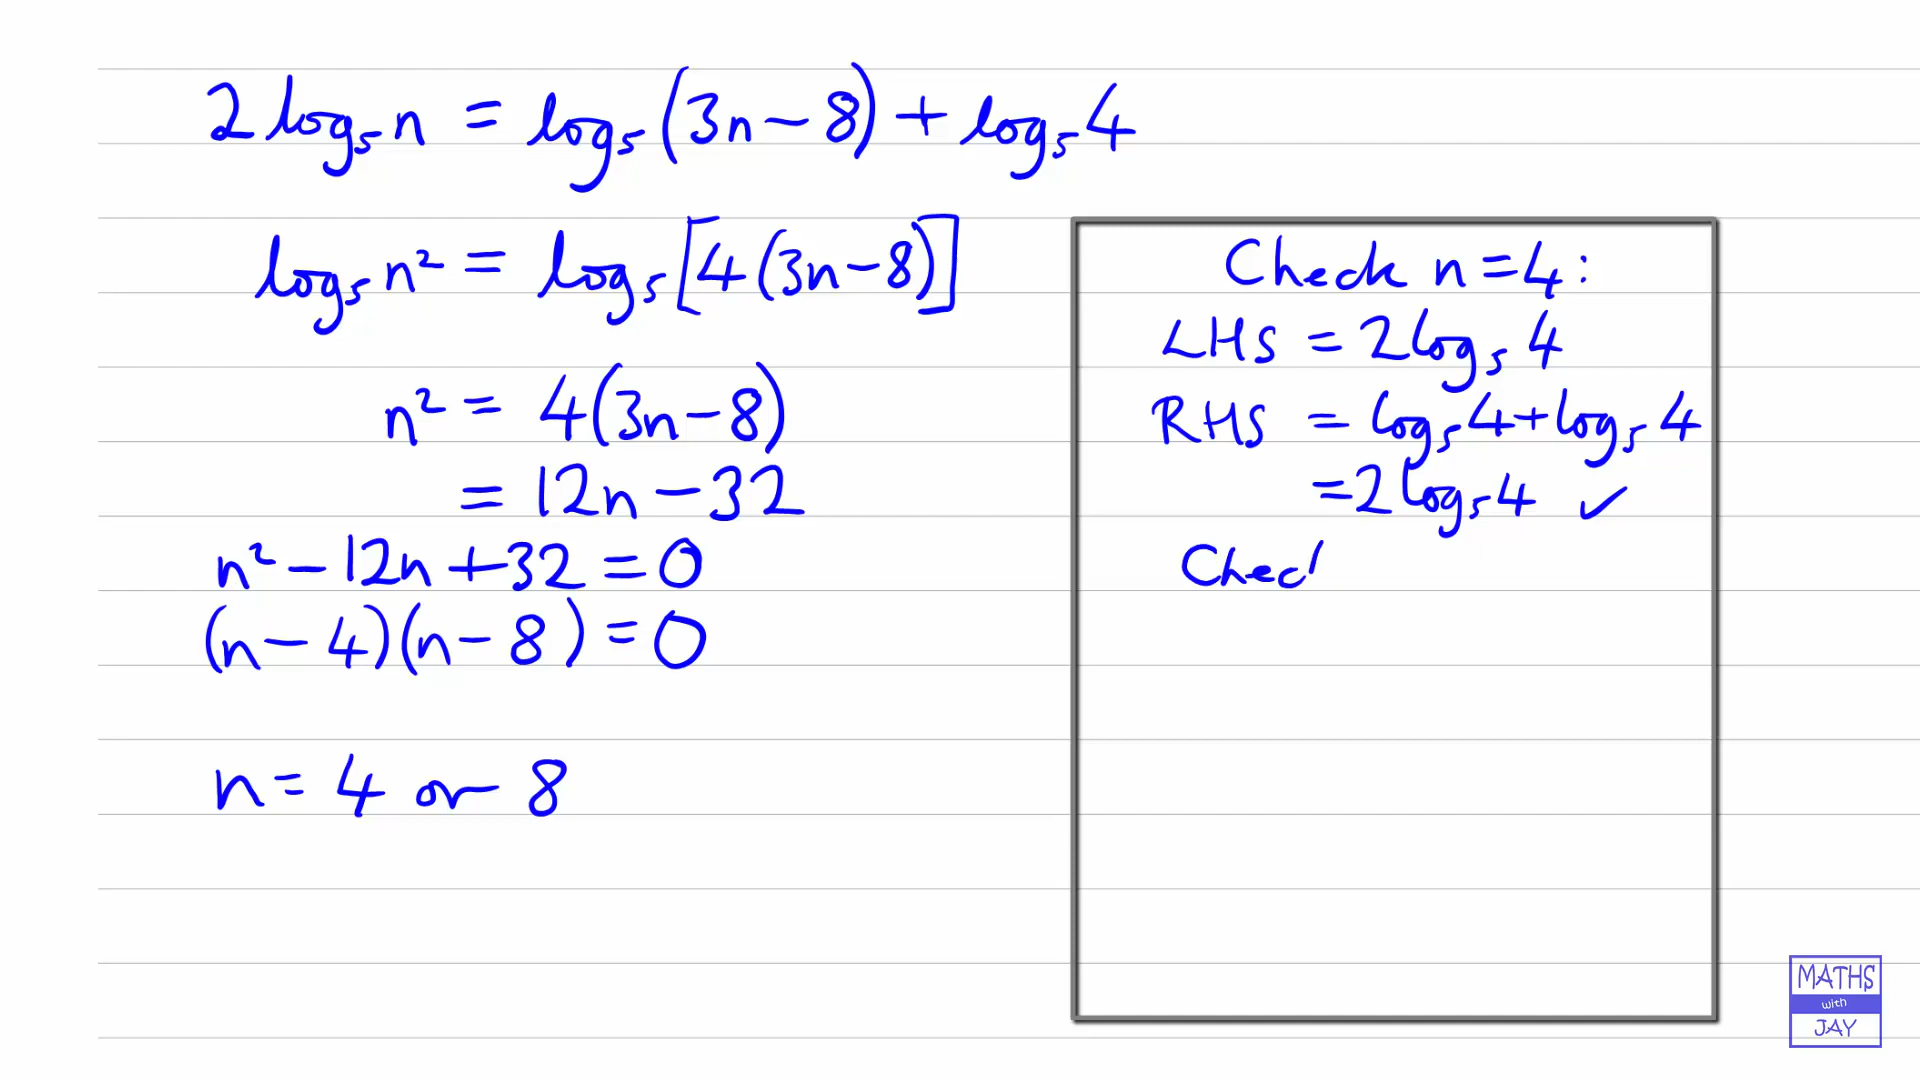 2 log₅ n = log₅ (3n − 8) + log₅ 4
log₅ n² = log₅ [4(3n − 8)]
n² = 4(3n − 8)
= 12n − 32
n² − 12n + 32 = 0
(n − 4)(n − 8) = 0
n = 4 or 8
Check n = 4:
LHS = 2 log₅ 4
RHS = log₅ 4 + log₅ 4
= 2 log₅ 4 ✓
Chec
MATHS
with
JAY